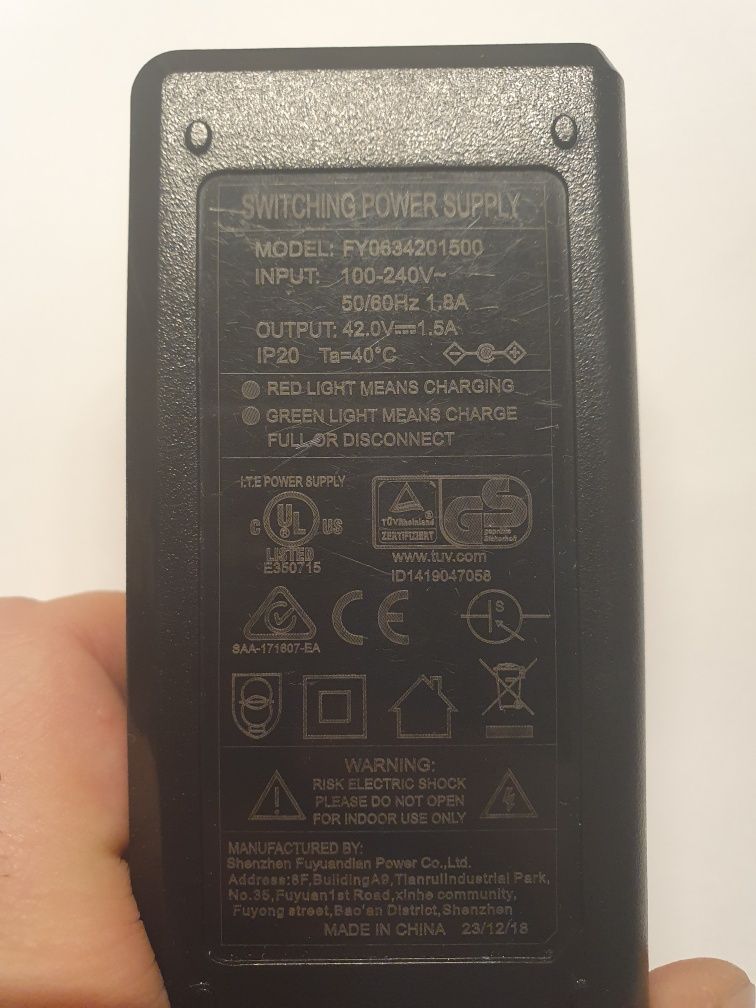 SWITCHING POWER SUPPLY
MODEL: FY0634201500
INPUT: 100-240V~
50/60Hz 1.8A
OUTPUT: 42.0V⎓1.5A
IP20 Ta=40°C
RED LIGHT MEANS CHARGING
GREEN LIGHT MEANS CHARGE
FULL OR DISCONNECT
I.T.E POWER SUPPLY
C UL US
LISTED
E350715
TÜVRheinland
ZERTIFIZIERT
GS
geprüfte
Sicherheit
www.tuv.com
ID1419047058
SAA-171607-EA
CE
S
WARNING:
RISK ELECTRIC SHOCK
PLEASE DO NOT OPEN
FOR INDOOR USE ONLY
MANUFACTURED BY:
Shenzhen Fuyuandian Power Co.,Ltd.
Address:8F,BuildingA9,TianruiIndustrial Park,
No.35,Fuyuan1st Road,xinhe community,
Fuyong street,Bao'an District,Shenzhen
MADE IN CHINA 23/12/18